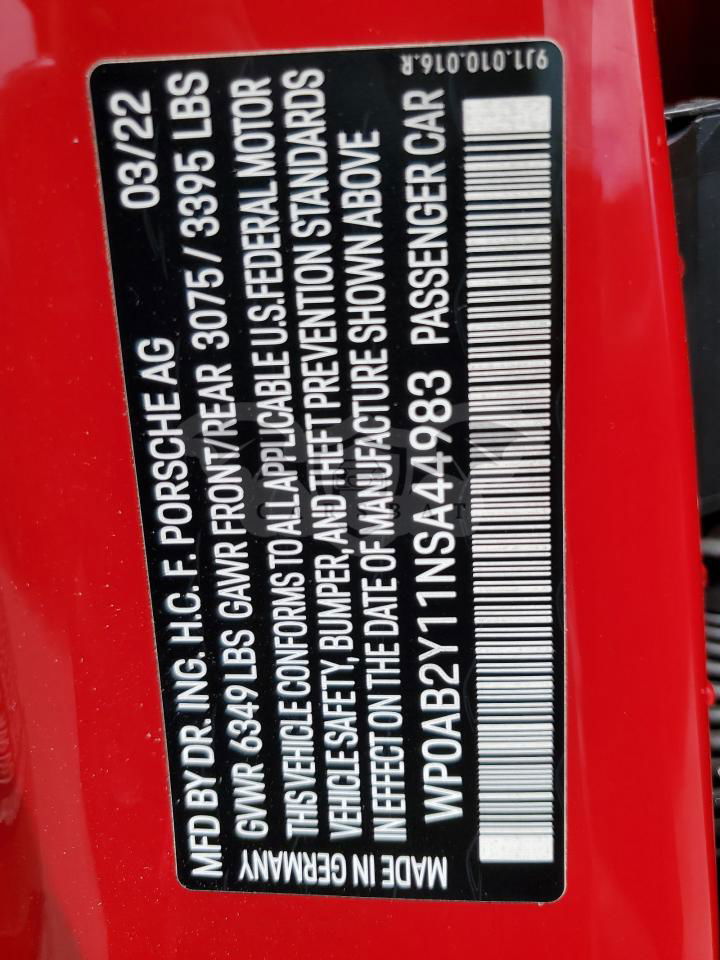 MFD BY DR. ING. H.C. F. PORSCHE AG 03/22
GVWR 6349 LBS GAWR FRONT/REAR 3075 / 3395 LBS
THIS VEHICLE CONFORMS TO ALL APPLICABLE U.S. FEDERAL MOTOR
VEHICLE SAFETY, BUMPER, AND THEFT PREVENTION STANDARDS
IN EFFECT ON THE DATE OF MANUFACTURE SHOWN ABOVE
MADE IN GERMANY
WP0AB2Y11NSA44983 PASSENGER CAR
9J1.010.016.R